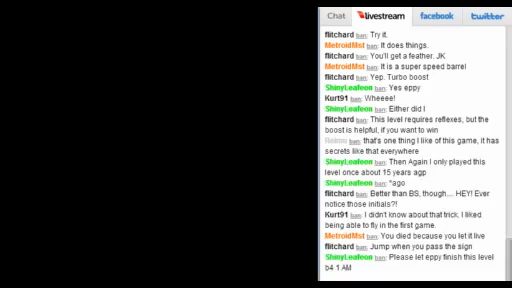 Chat livestream facebook twitter
flitchard ban: Try it.
MetroidMst ban: It does things.
flitchard ban: You'll get a feather. JK
MetroidMst ban: It is a super speed barrel
flitchard ban: Yep. Turbo boost
ShinyLeafeon ban: Yes eppy
Kurt91 ban: Wheeee!
ShinyLeafeon ban: Either did I
flitchard ban: This level requires reflexes, but the
boost is helpful, if you want to win
ban: that's one thing I like of this game, it has
secrets like that everywhere
ShinyLeafeon ban: Then Again I only played this
level once about 15 years agp
ShinyLeafeon ban: *ago
flitchard ban: Better than BS, though.... HEY! Ever
notice those initials?!
Kurt91 ban: I didn't know about that trick. I liked
being able to fly in the first game.
MetroidMst ban: You died because you let it live
flitchard ban: Jump when you pass the sign
ShinyLeafeon ban: Please let eppy finish this level
b4 1 AM